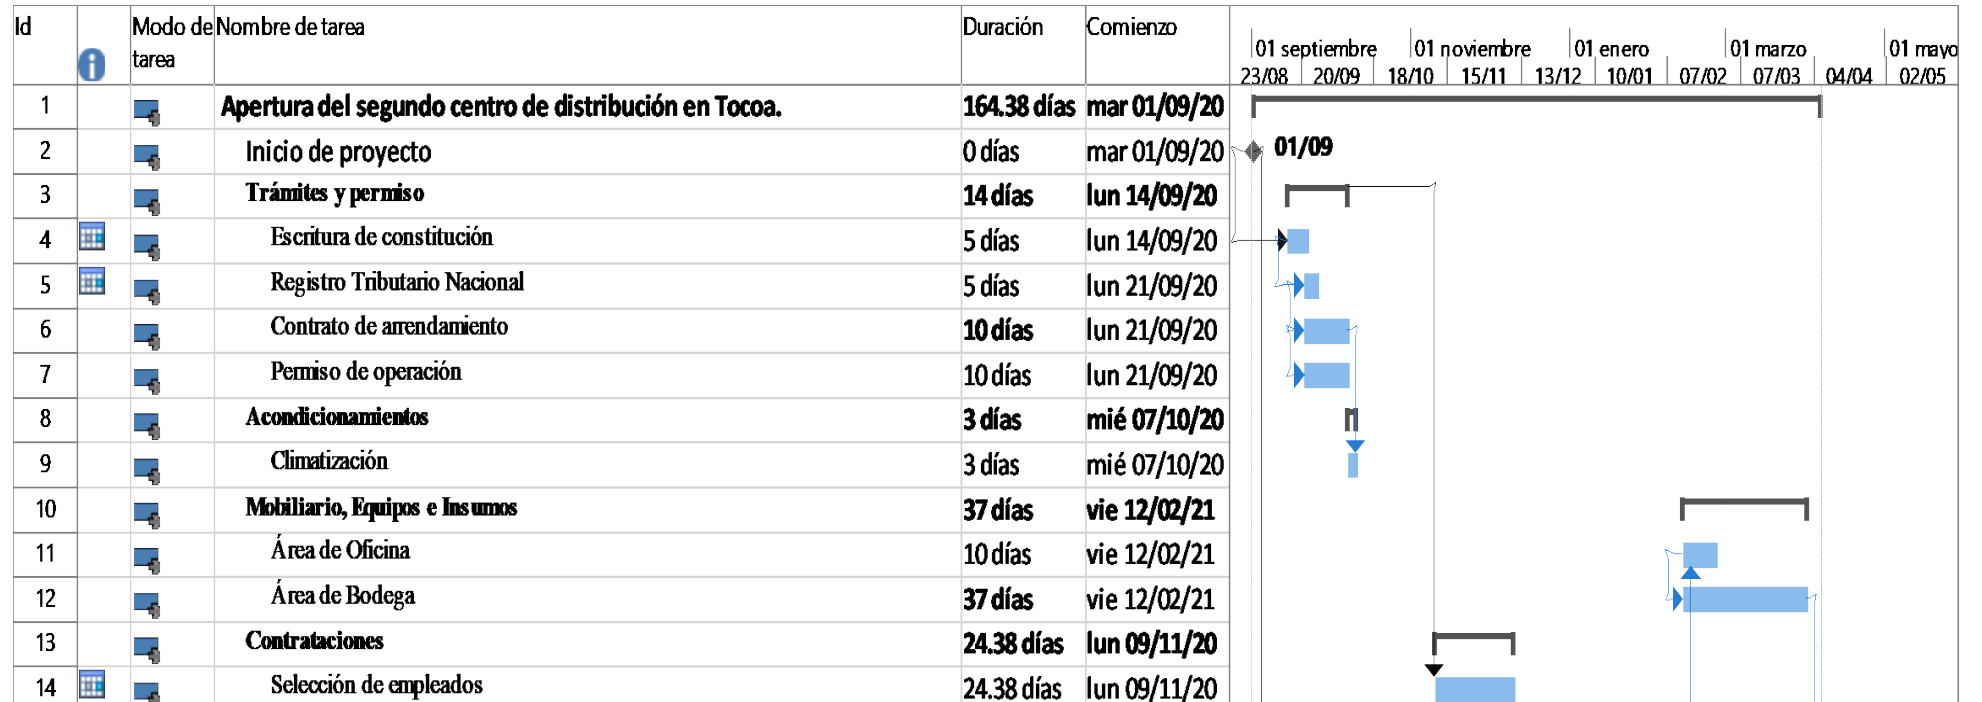 Id Modo de tarea Nombre de tarea Duración Comienzo
01 septiembre 01 noviembre 01 enero 01 marzo 01 mayo
23/08 20/09 18/10 15/11 13/12 10/01 07/02 07/03 04/04 02/05
1 Apertura del segundo centro de distribución en Tocoa. 164.38 días mar 01/09/20
2 Inicio de proyecto 0 días mar 01/09/20 01/09
3 Trámites y permiso 14 días lun 14/09/20
4 Escritura de constitución 5 días lun 14/09/20
5 Registro Tributario Nacional 5 días lun 21/09/20
6 Contrato de arrendamiento 10 días lun 21/09/20
7 Permiso de operación 10 días lun 21/09/20
8 Acondicionamientos 3 días mié 07/10/20
9 Climatización 3 días mié 07/10/20
10 Mobiliario, Equipos e Insumos 37 días vie 12/02/21
11 Área de Oficina 10 días vie 12/02/21
12 Área de Bodega 37 días vie 12/02/21
13 Contrataciones 24.38 días lun 09/11/20
14 Selección de empleados 24.38 días lun 09/11/20